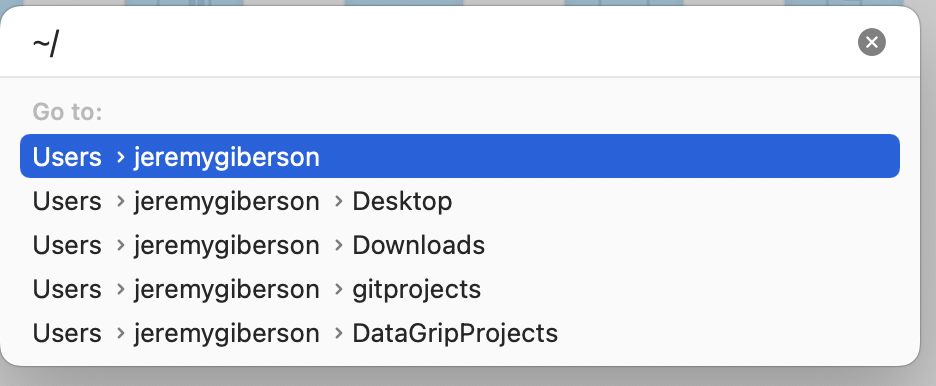 ~/
Go to:
Users › jeremygiberson
Users › jeremygiberson › Desktop
Users › jeremygiberson › Downloads
Users › jeremygiberson › gitprojects
Users › jeremygiberson › DataGripProjects